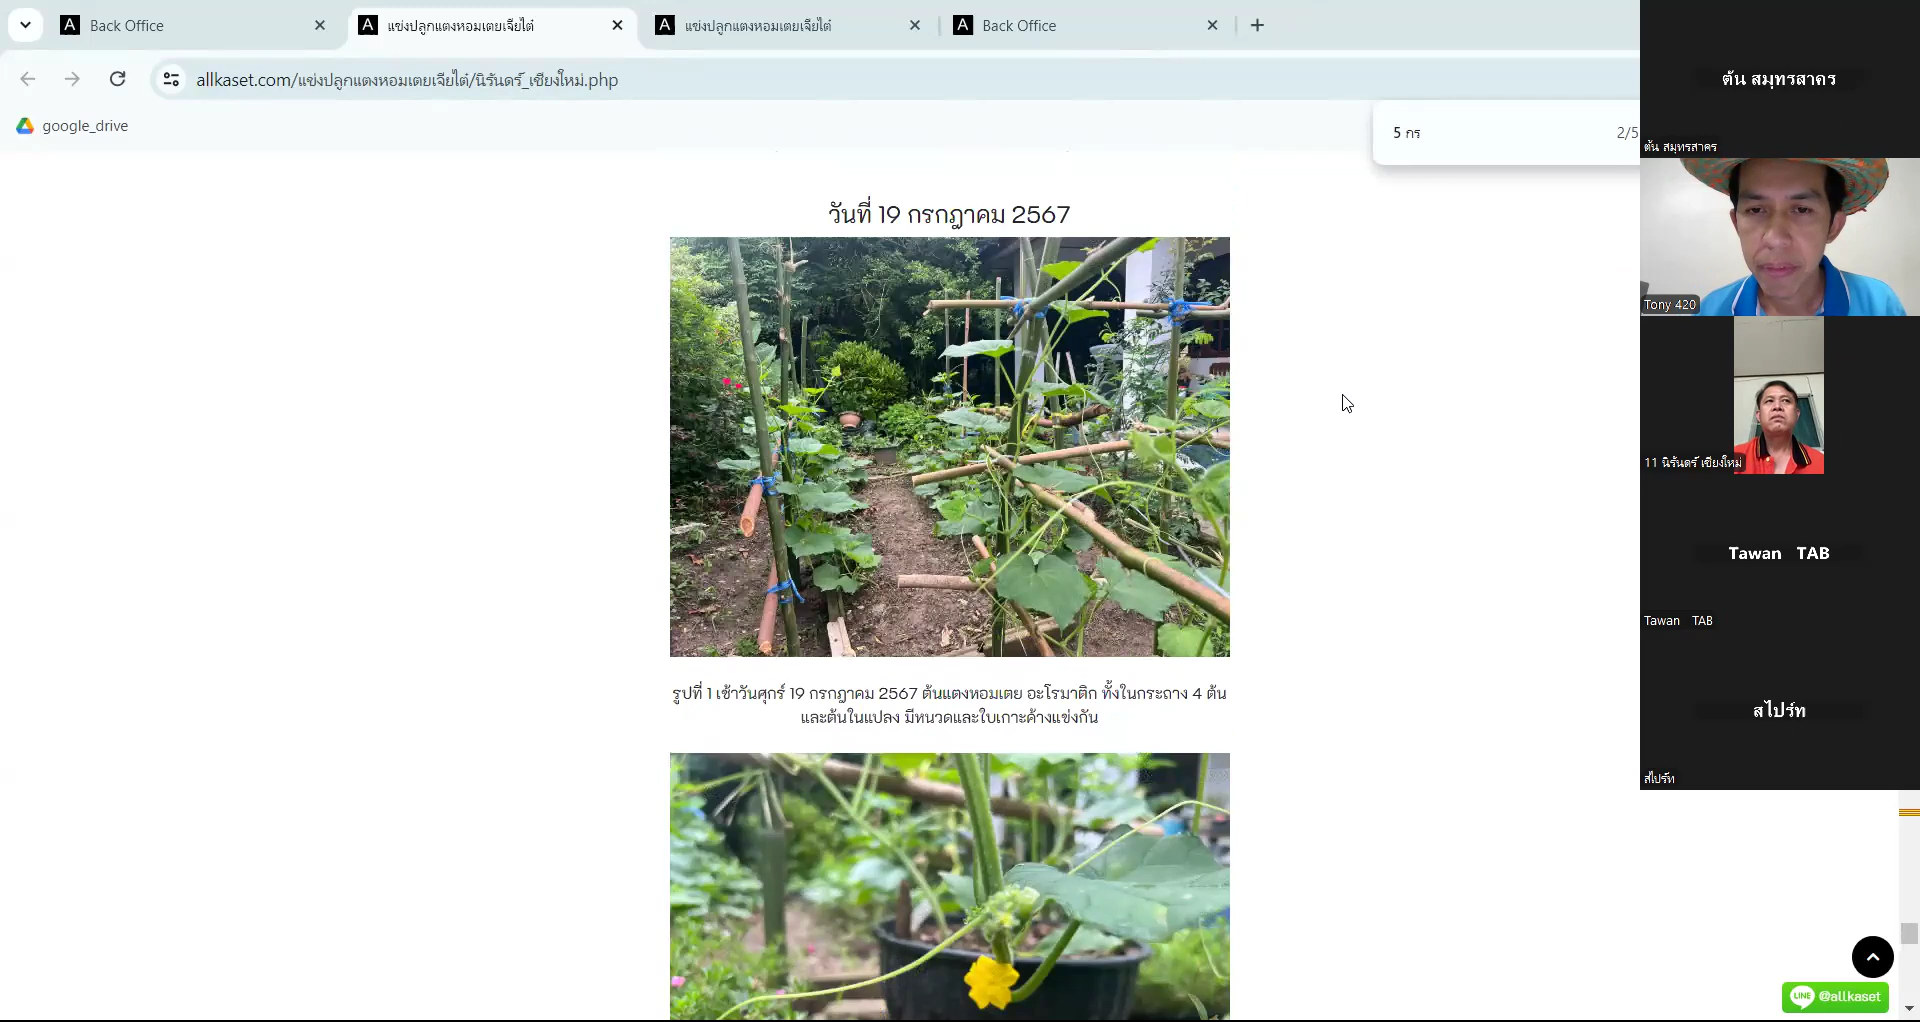 Back Office
แข่งปลูกแตงหอมเตยเจียไต๋
แข่งปลูกแตงหอมเตยเจียไต๋
Back Office
allkaset.com/แข่งปลูกแตงหอมเตยเจียไต๋/นิรันดร์_เชียงใหม่.php
google_drive
5 กร
2/5
วันที่ 19 กรกฎาคม 2567
รูปที่ 1 เช้าวันศุกร์ 19 กรกฎาคม 2567 ต้นแตงหอมเตย อะโรมาติก ทั้งในกระถาง 4 ต้น
และต้นในแปลง มีหนวดและใบเกาะค้างแข่งกัน
ต้น สมุทรสาคร
ต้น สมุทรสาคร
Tony 420
11 นิรันดร์ เชียงใหม่
Tawan TAB
Tawan TAB
สไปร์ท
สไปร์ท
LINE @allkaset